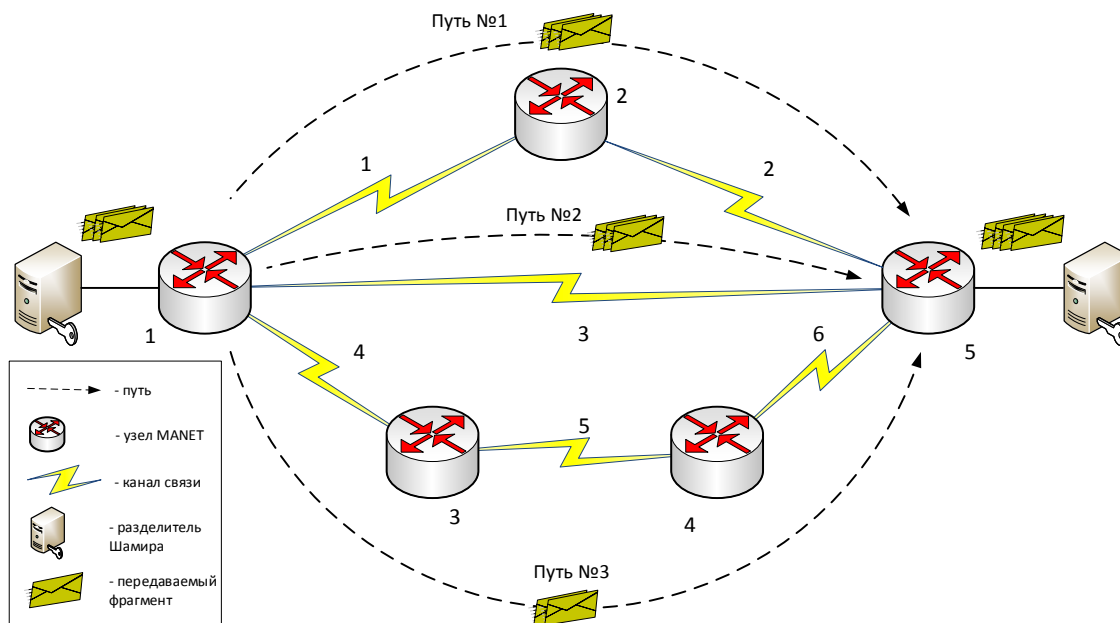 Путь №1
2
1
2
Путь №2
1
3
4
6
5
5
3
4
Путь №3
- путь
- узел MANET
- канал связи
- разделитель
Шамира
- передаваемый
фрагмент